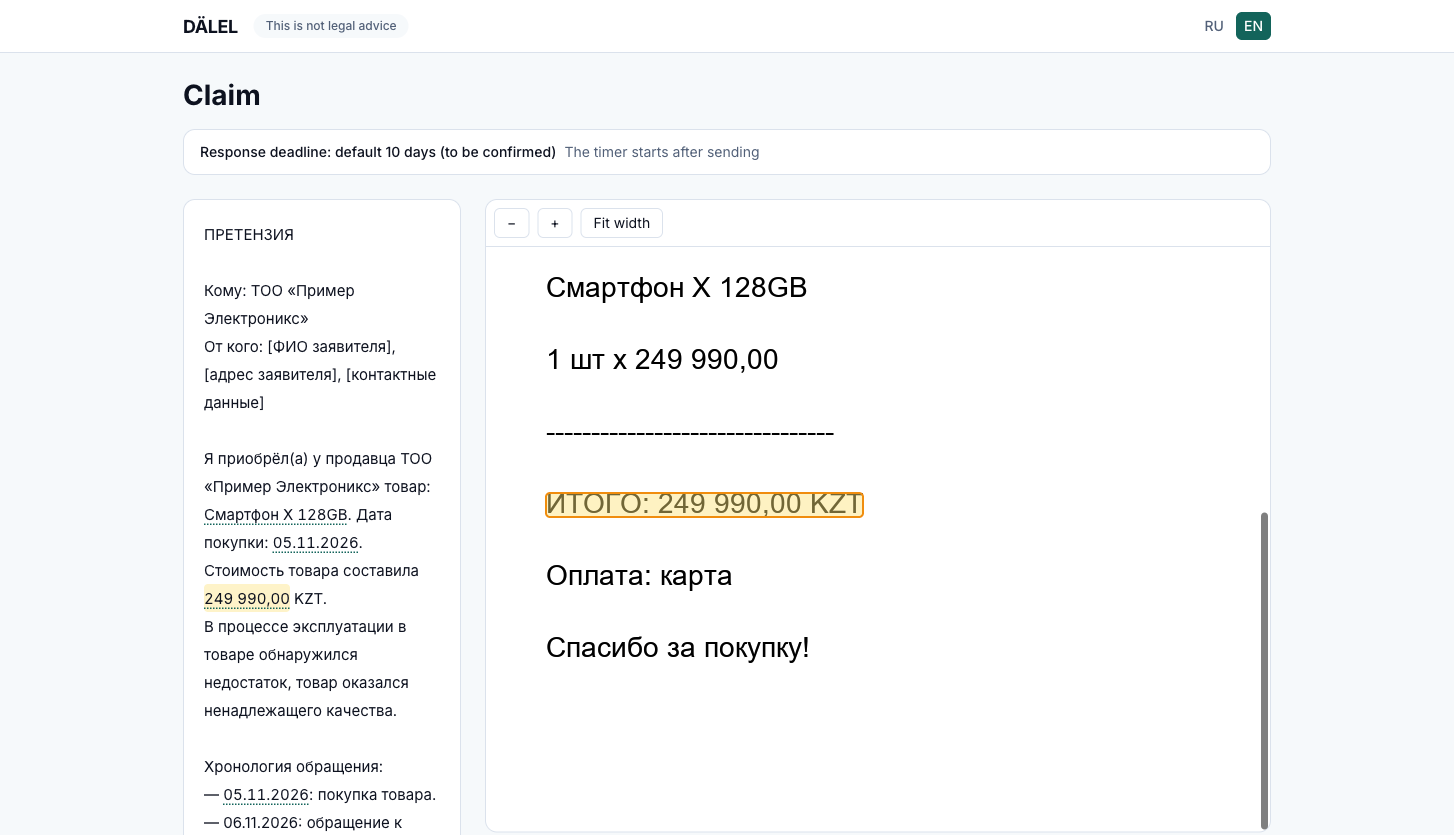 DÄLEL
This is not legal advice
RU
EN
Claim
Response deadline: default 10 days (to be confirmed) The timer starts after sending
ПРЕТЕНЗИЯ
Кому: ТОО «Пример
Электроникс»
От кого: [ФИО заявителя],
[адрес заявителя], [контактные
данные]
Я приобрёл(а) у продавца ТОО
«Пример Электроникс» товар:
Смартфон X 128GB. Дата
покупки: 05.11.2026.
Стоимость товара составила
249 990,00 KZT.
В процессе эксплуатации в
товаре обнаружился
недостаток, товар оказался
ненадлежащего качества.
Хронология обращения:
— 05.11.2026: покупка товара.
— 06.11.2026: обращение к
−
+
Fit width
Смартфон X 128GB
1 шт x 249 990,00
--------------------------------
ИТОГО: 249 990,00 KZT
Оплата: карта
Спасибо за покупку!